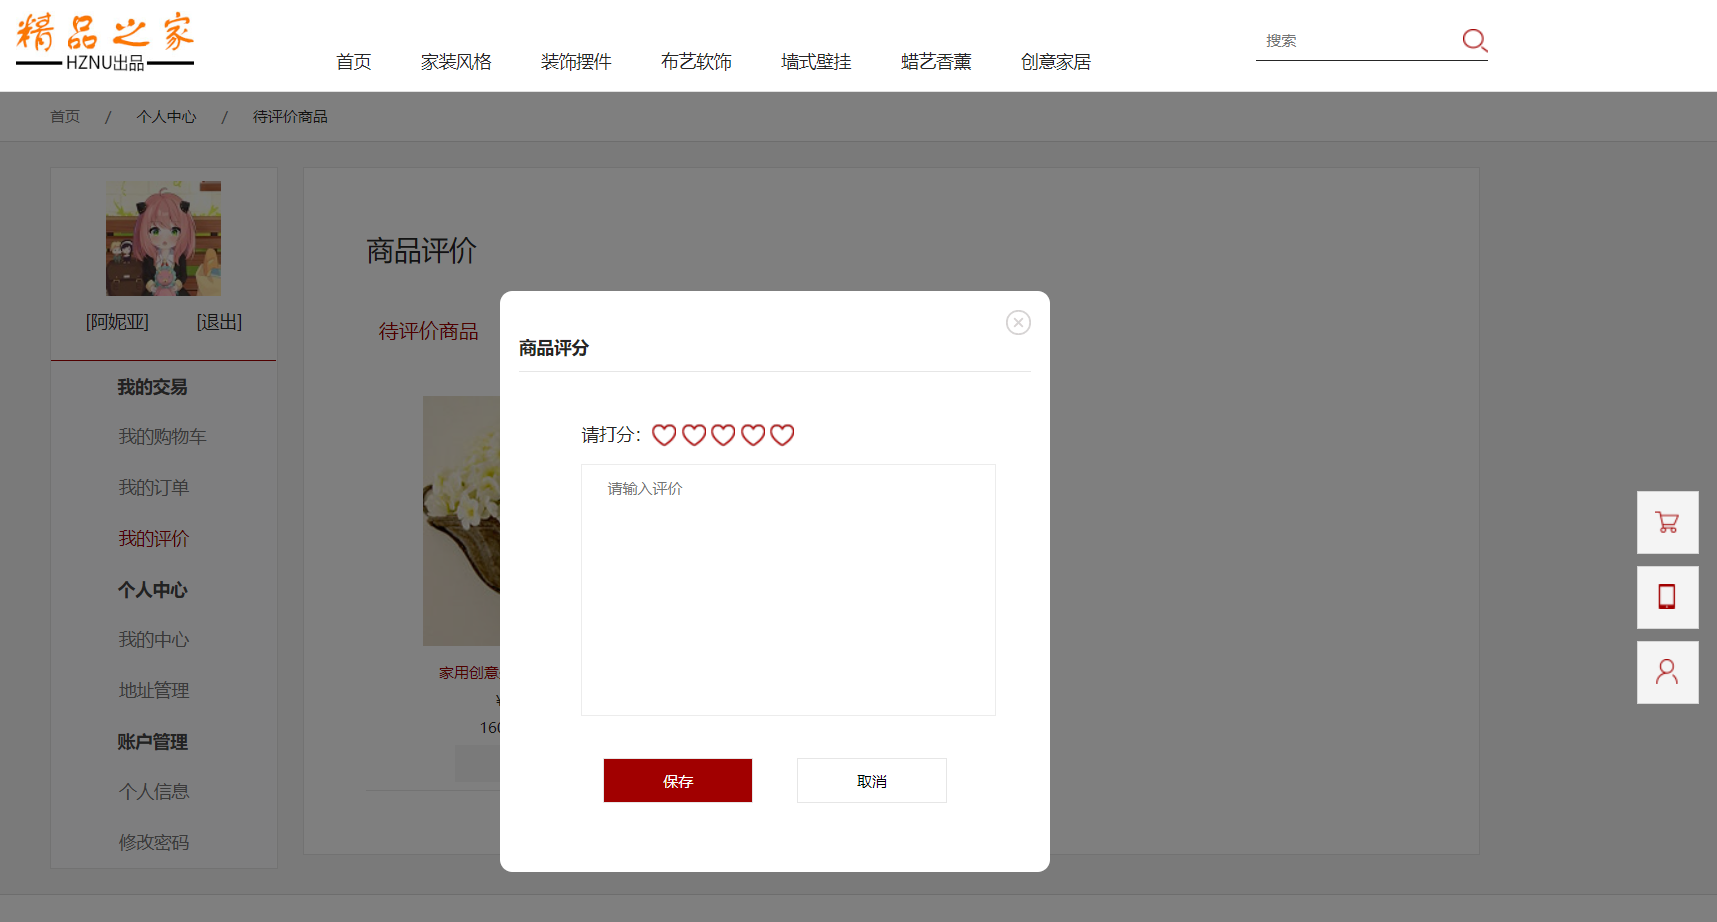 精品之家
HZNU出品
首页 家装风格 装饰摆件 布艺软饰 墙式壁挂 蜡艺香薰 创意家居
搜索
首页 / 个人中心 / 待评价商品
[阿妮亚] [退出]
我的交易
我的购物车
我的订单
我的评价
个人中心
我的中心
地址管理
账户管理
个人信息
修改密码
商品评价
待评价商品
家用创意
¥
160
商品评分
请打分：
请输入评价
保存 取消